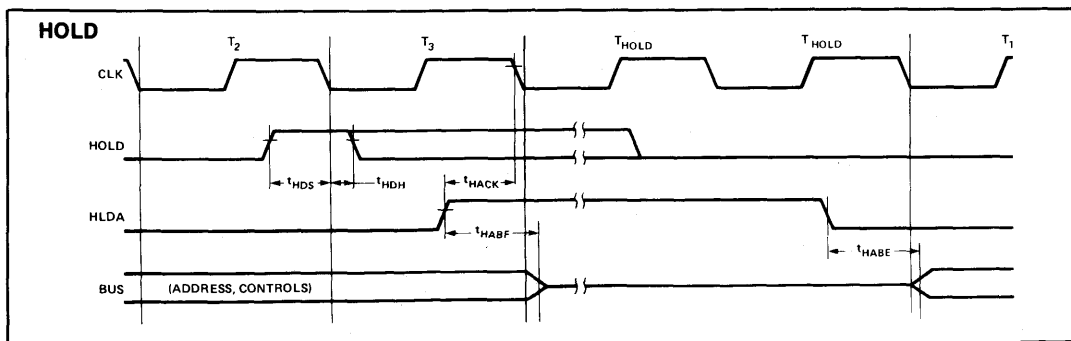 HOLD
T2 T3 THOLD THOLD T1
CLK
HOLD
tHDS tHDH tHACK
HLDA
tHABF tHABE
BUS (ADDRESS, CONTROLS)